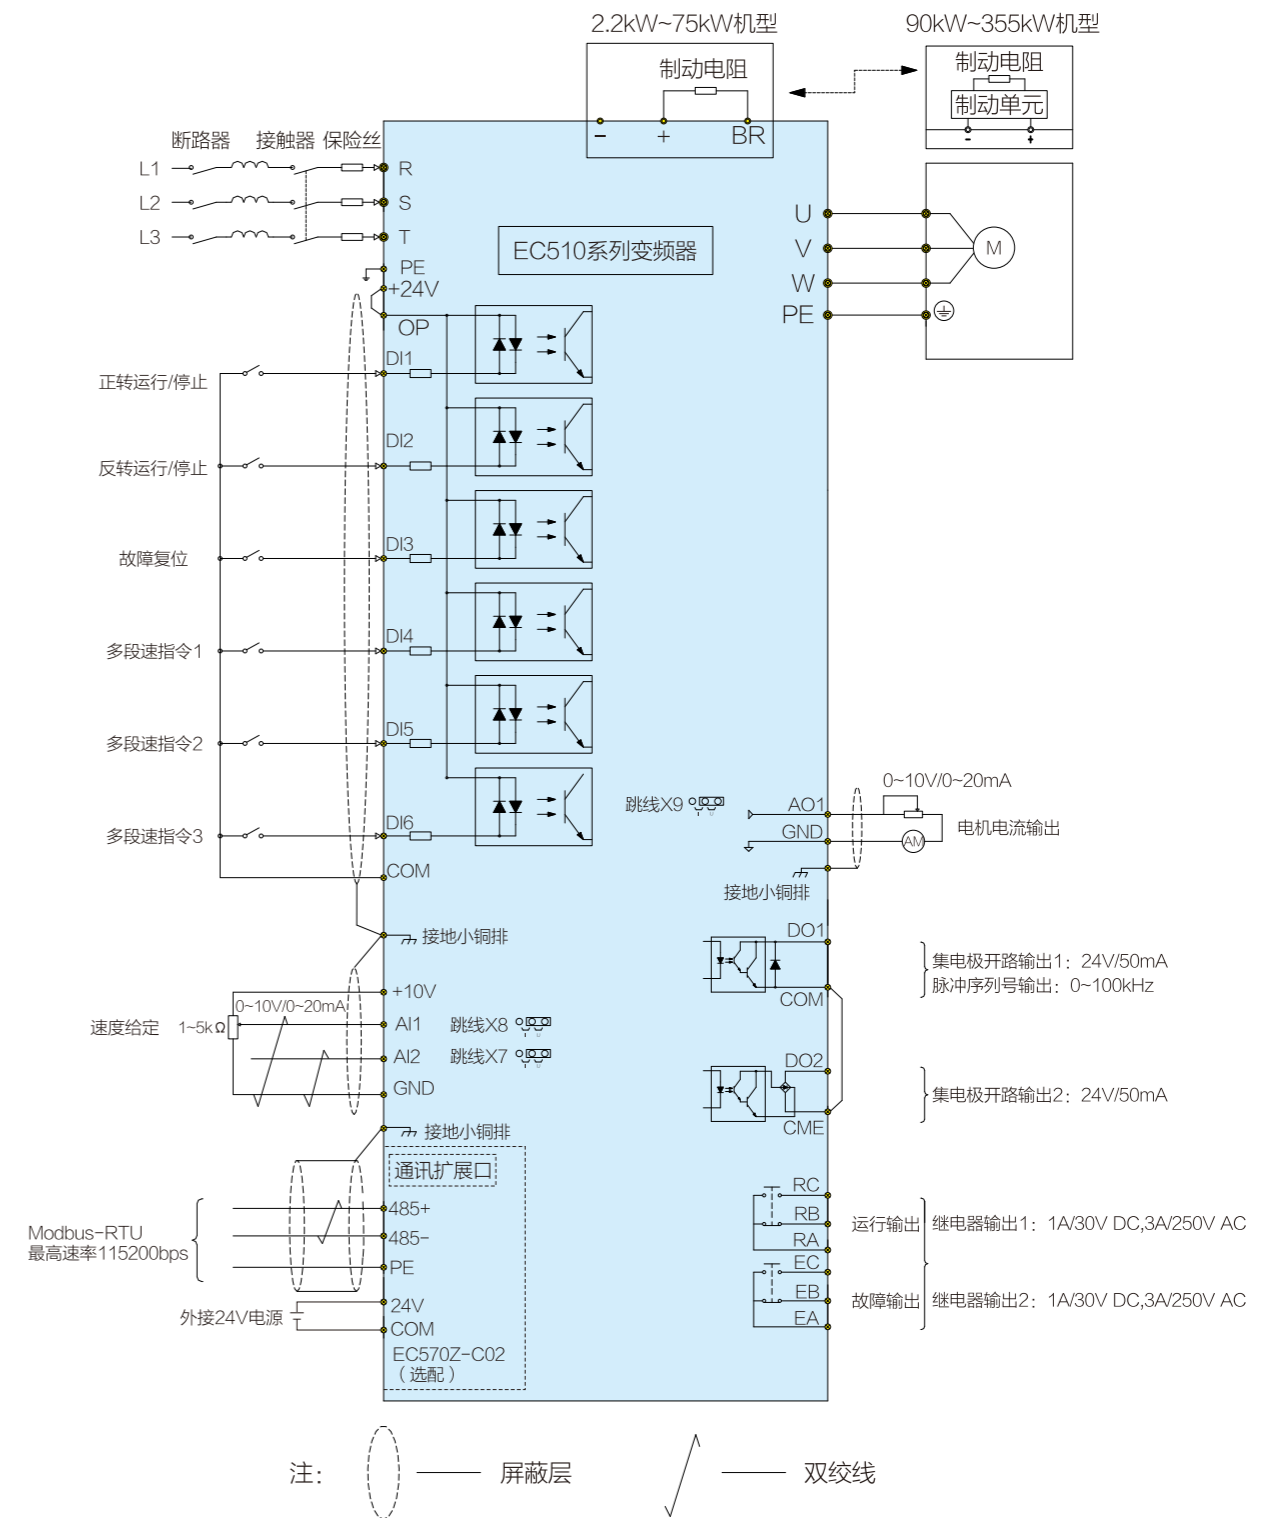 2.2kW~75kW机型
90kW~355kW机型
制动电阻
- + BR
制动电阻
制动单元
- +
断路器 接触器 保险丝
L1
L2
L3
R
S
T
PE
+24V
OP
EC510系列变频器
U
V
W
PE
M
正转运行/停止
DI1
反转运行/停止
DI2
故障复位
DI3
多段速指令1
DI4
多段速指令2
DI5
多段速指令3
DI6
COM
接地小铜排
跳线X9
AO1
GND
0~10V/0~20mA
AM
电机电流输出
接地小铜排
DO1
COM
集电极开路输出1：24V/50mA
脉冲序列号输出：0~100kHz
+10V
0~10V/0~20mA
速度给定 1~5kΩ
AI1 跳线X8
AI2 跳线X7
GND
接地小铜排
DO2
CME
集电极开路输出2：24V/50mA
通讯扩展口
485+
485-
PE
Modbus-RTU
最高速率115200bps
24V
外接24V电源
COM
EC570Z-C02
（选配）
RC
RB
RA
运行输出 继电器输出1：1A/30V DC,3A/250V AC
EC
EB
EA
故障输出 继电器输出2：1A/30V DC,3A/250V AC
注： 屏蔽层 双绞线